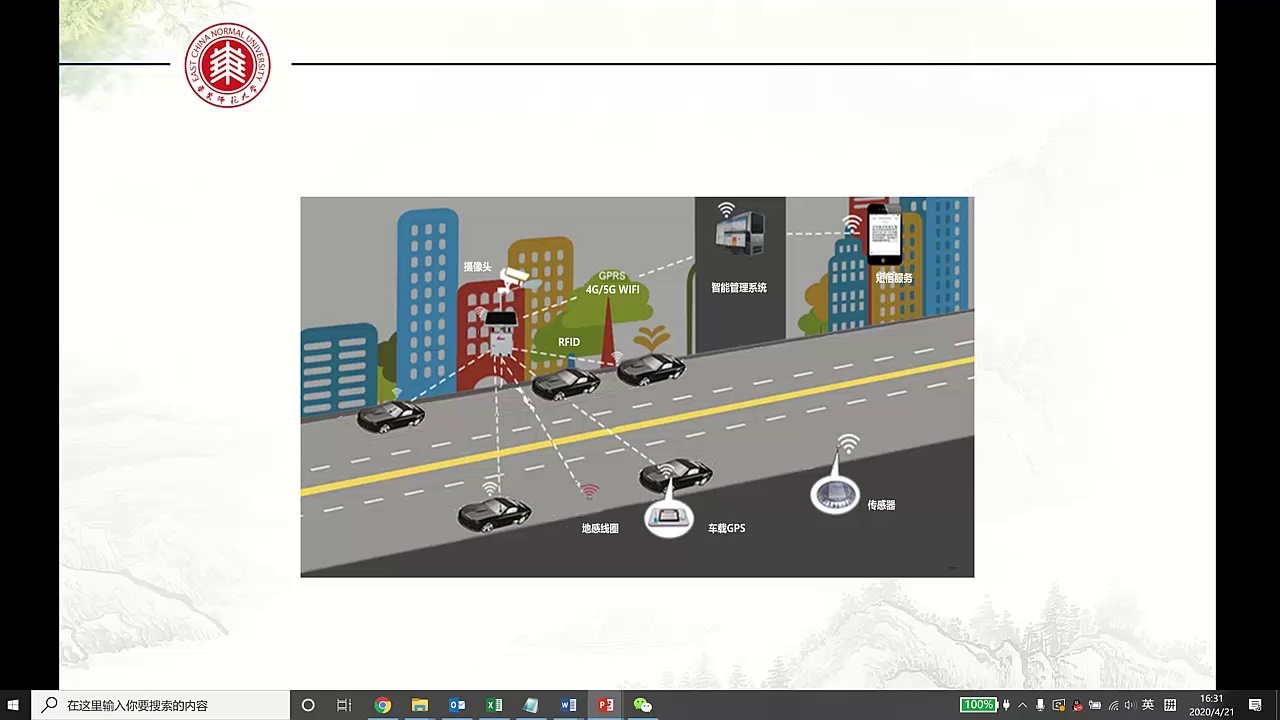 EAST CHINA NORMAL UNIVERSITY
華東師范大學
摄像头
GPRS
4G/5G WIFI
智能管理系统
短信服务
RFID
地感线圈
车载GPS
传感器
在这里输入你要搜索的内容
100%
英
拼
16:31
2020/4/21